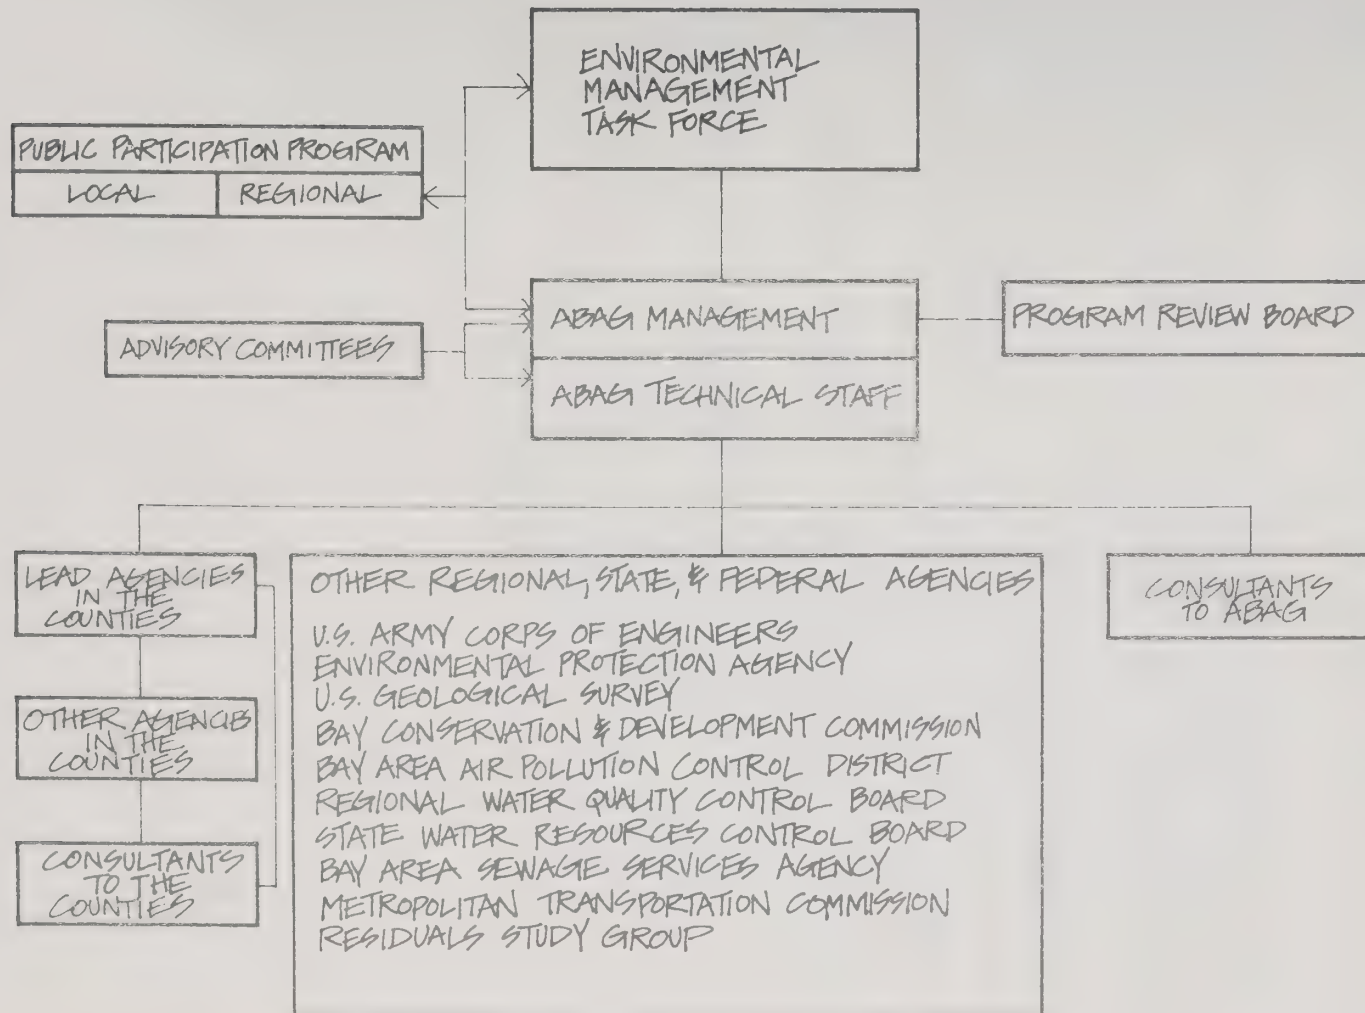 ENVIRONMENTAL
MANAGEMENT
TASK FORCE
PUBLIC PARTICIPATION PROGRAM
LOCAL
REGIONAL
ABAG MANAGEMENT
PROGRAM REVIEW BOARD
ADVISORY COMMITTEES
ABAG TECHNICAL STAFF
LEAD AGENCIES
IN THE
COUNTIES
OTHER AGENCIES
IN THE
COUNTIES
CONSULTANTS
TO THE
COUNTIES
OTHER REGIONAL, STATE, & FEDERAL AGENCIES
U.S. ARMY CORPS OF ENGINEERS
ENVIRONMENTAL PROTECTION AGENCY
U.S. GEOLOGICAL SURVEY
BAY CONSERVATION & DEVELOPMENT COMMISSION
BAY AREA AIR POLLUTION CONTROL DISTRICT
REGIONAL WATER QUALITY CONTROL BOARD
STATE WATER RESOURCES CONTROL BOARD
BAY AREA SEWAGE SERVICES AGENCY
METROPOLITAN TRANSPORTATION COMMISSION
RESIDUALS STUDY GROUP
CONSULTANTS
TO ABAG